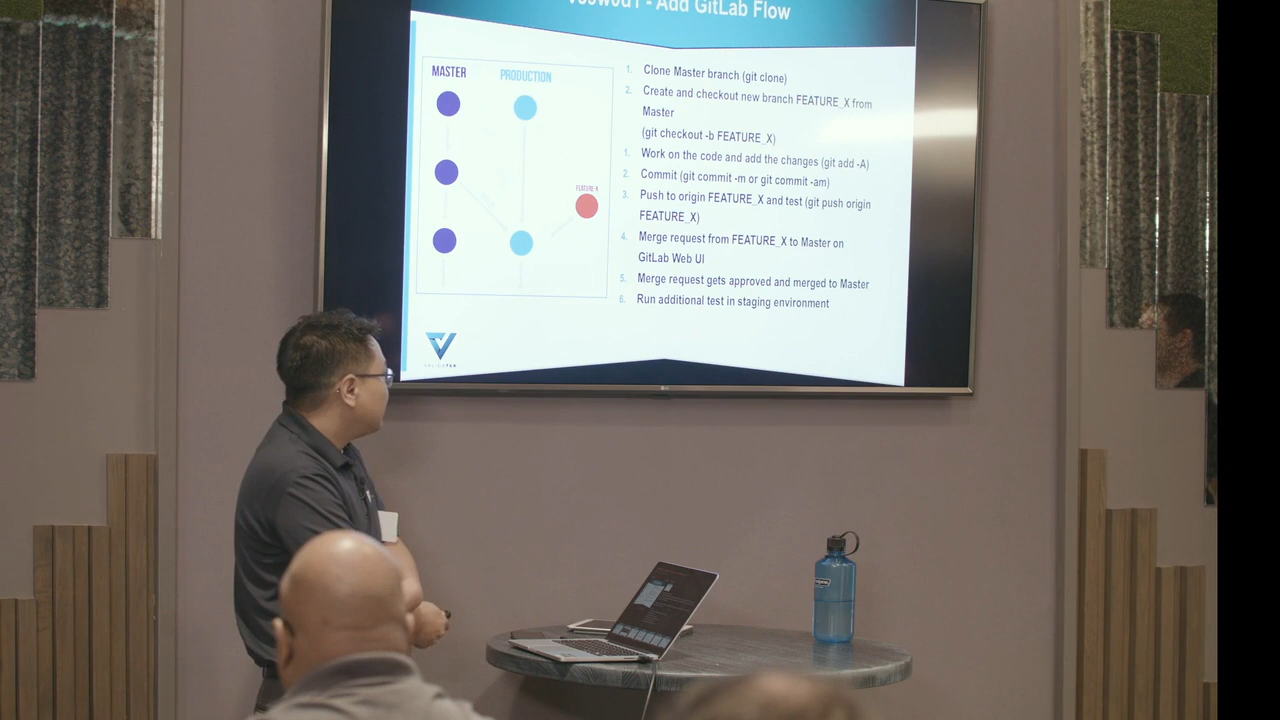 - Add GitLab Flow
MASTER
PRODUCTION
FEATURE-X
1. Clone Master branch (git clone)
2. Create and checkout new branch FEATURE_X from
Master
(git checkout -b FEATURE_X)
1. Work on the code and add the changes (git add -A)
2. Commit (git commit -m or git commit -am)
3. Push to origin FEATURE_X and test (git push origin
FEATURE_X)
4. Merge request from FEATURE_X to Master on
GitLab Web UI
5. Merge request gets approved and merged to Master
6. Run additional test in staging environment